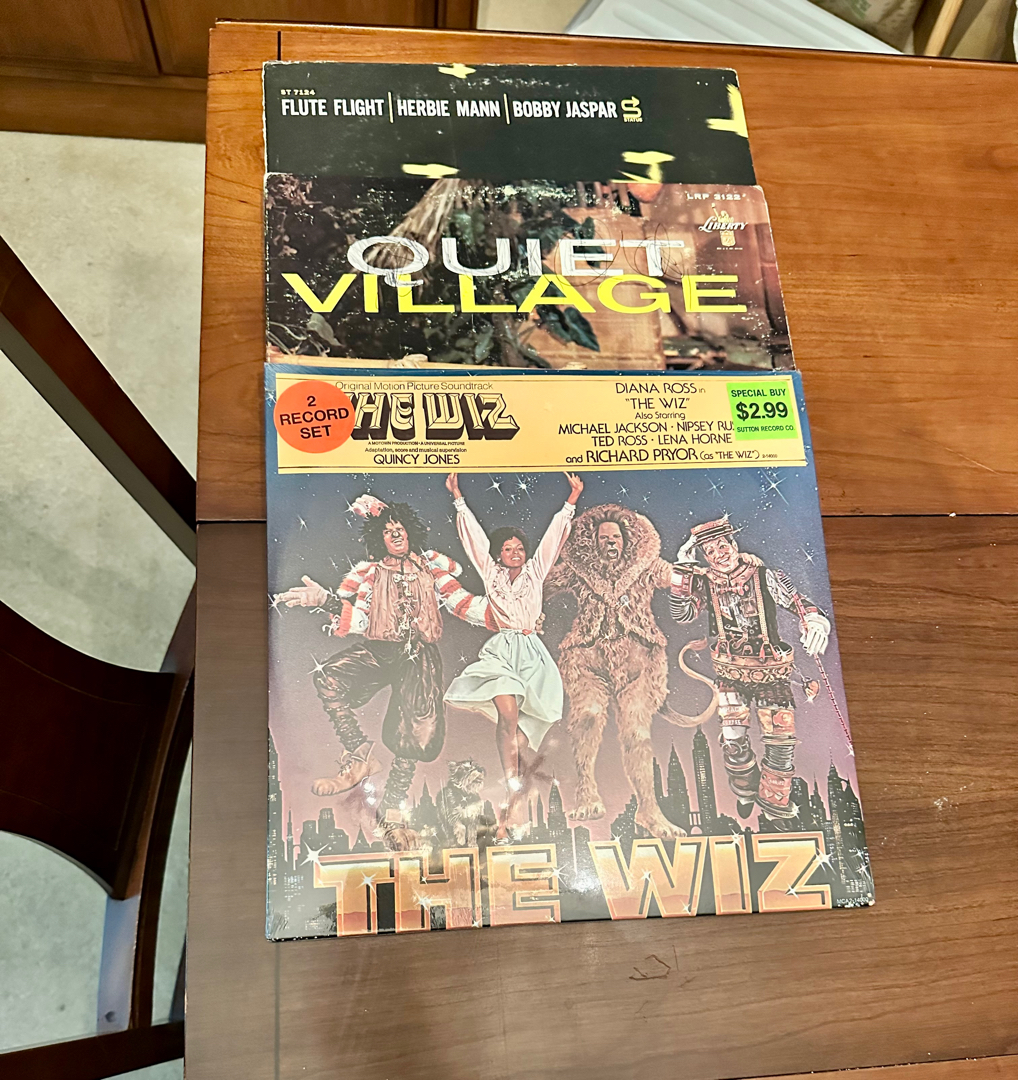 ST 7124
FLUTE FLIGHT HERBIE MANN BOBBY JASPAR
STATUS
LRP 3122
LIBERTY
QUIET
VILLAGE
2
RECORD
SET
Original Motion Picture Soundtrack
THE WIZ
A MOTOWN PRODUCTION • A UNIVERSAL PICTURE
Adaptation, score and musical supervision
QUINCY JONES
DIANA ROSS in
"THE WIZ"
Also Starring
MICHAEL JACKSON • NIPSEY RU
TED ROSS • LENA HORNE
and RICHARD PRYOR (as "THE WIZ")
SPECIAL BUY
$2.99
SUTTON RECORD CO.
THE WIZ
MCA2-14000